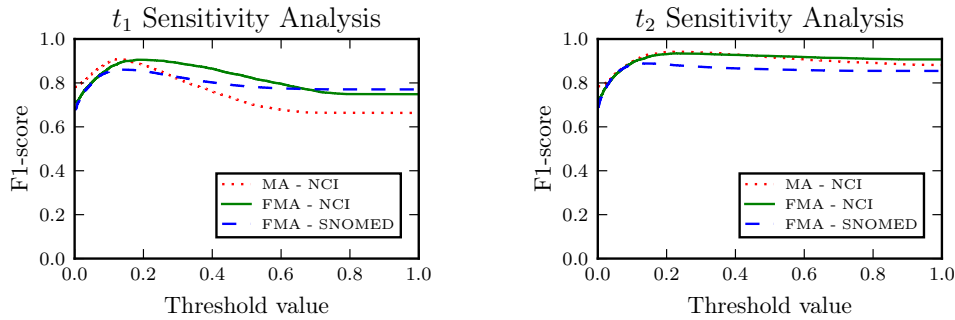 t₁ Sensitivity Analysis
1.0
0.8
0.6
0.4
0.2
0.0
F1-score
MA - NCI
FMA - NCI
FMA - SNOMED
0.0 0.2 0.4 0.6 0.8 1.0
Threshold value
t₂ Sensitivity Analysis
1.0
0.8
0.6
0.4
0.2
0.0
F1-score
MA - NCI
FMA - NCI
FMA - SNOMED
0.0 0.2 0.4 0.6 0.8 1.0
Threshold value